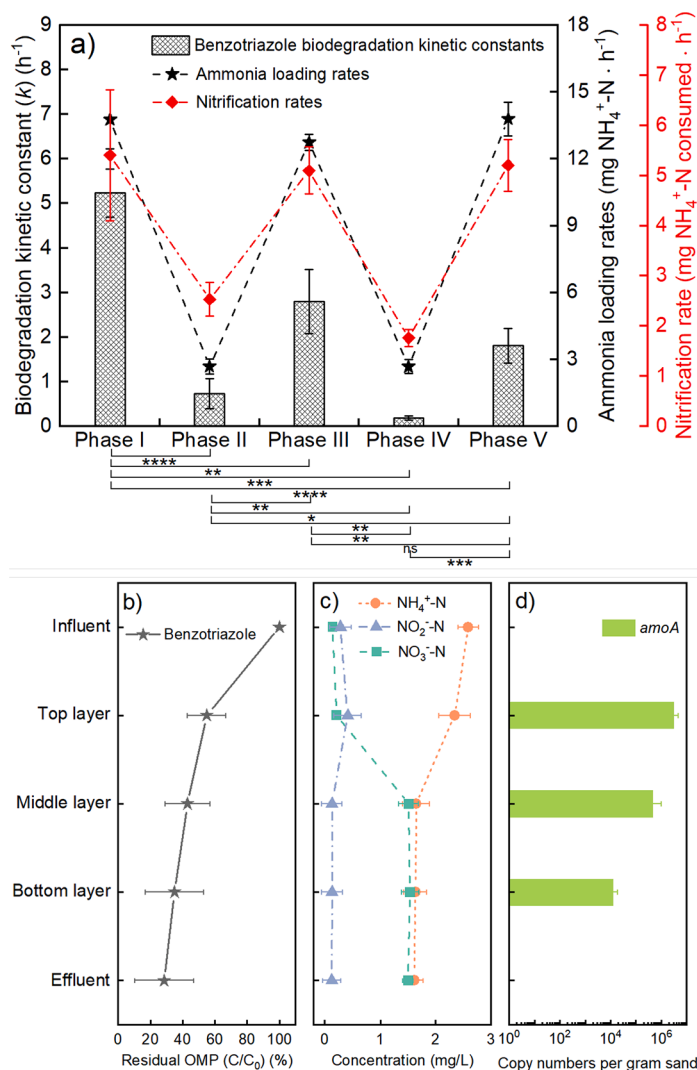 a)
Benzotriazole biodegradation kinetic constants
Ammonia loading rates
Nitrification rates
Biodegradation kinetic constant (k) (h⁻¹)
9
8
7
6
5
4
3
2
1
0
18
15
12
9
6
3
0
Ammonia loading rates (mg NH₄⁺-N · h⁻¹)
8
7
6
5
4
3
2
1
0
Nitrification rate (mg NH₄⁺-N consumed · h⁻¹)
Phase I Phase II Phase III Phase IV Phase V
****
**
***
****
**
*
**
**
ns
***
b)
Benzotriazole
c)
NH₄⁺-N
NO₂⁻-N
NO₃⁻-N
d)
amoA
Influent
Top layer
Middle layer
Bottom layer
Effluent
0 20 40 60 80 100
Residual OMP (C/C₀) (%)
0 1 2 3
Concentration (mg/L)
10⁰ 10² 10⁴ 10⁶
Copy numbers per gram sand